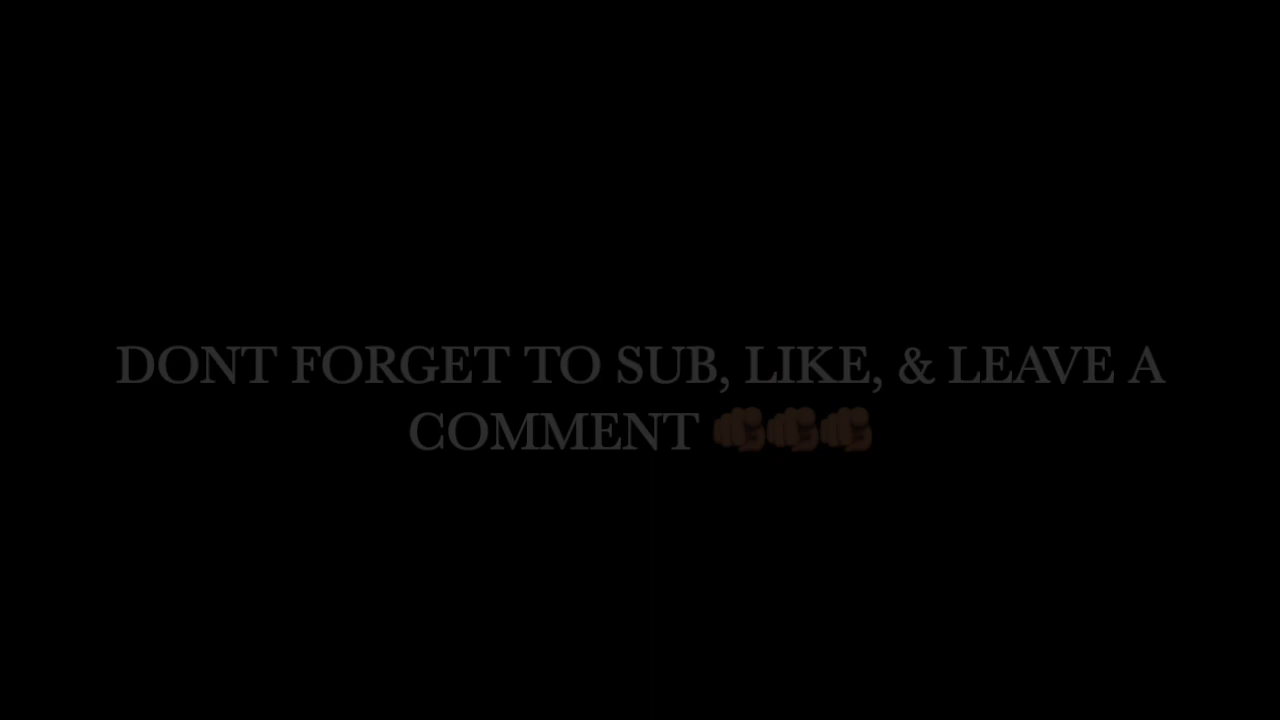 DONT FORGET TO SUB, LIKE, & LEAVE A
COMMENT 🫵🏿🫵🏿🫵🏿